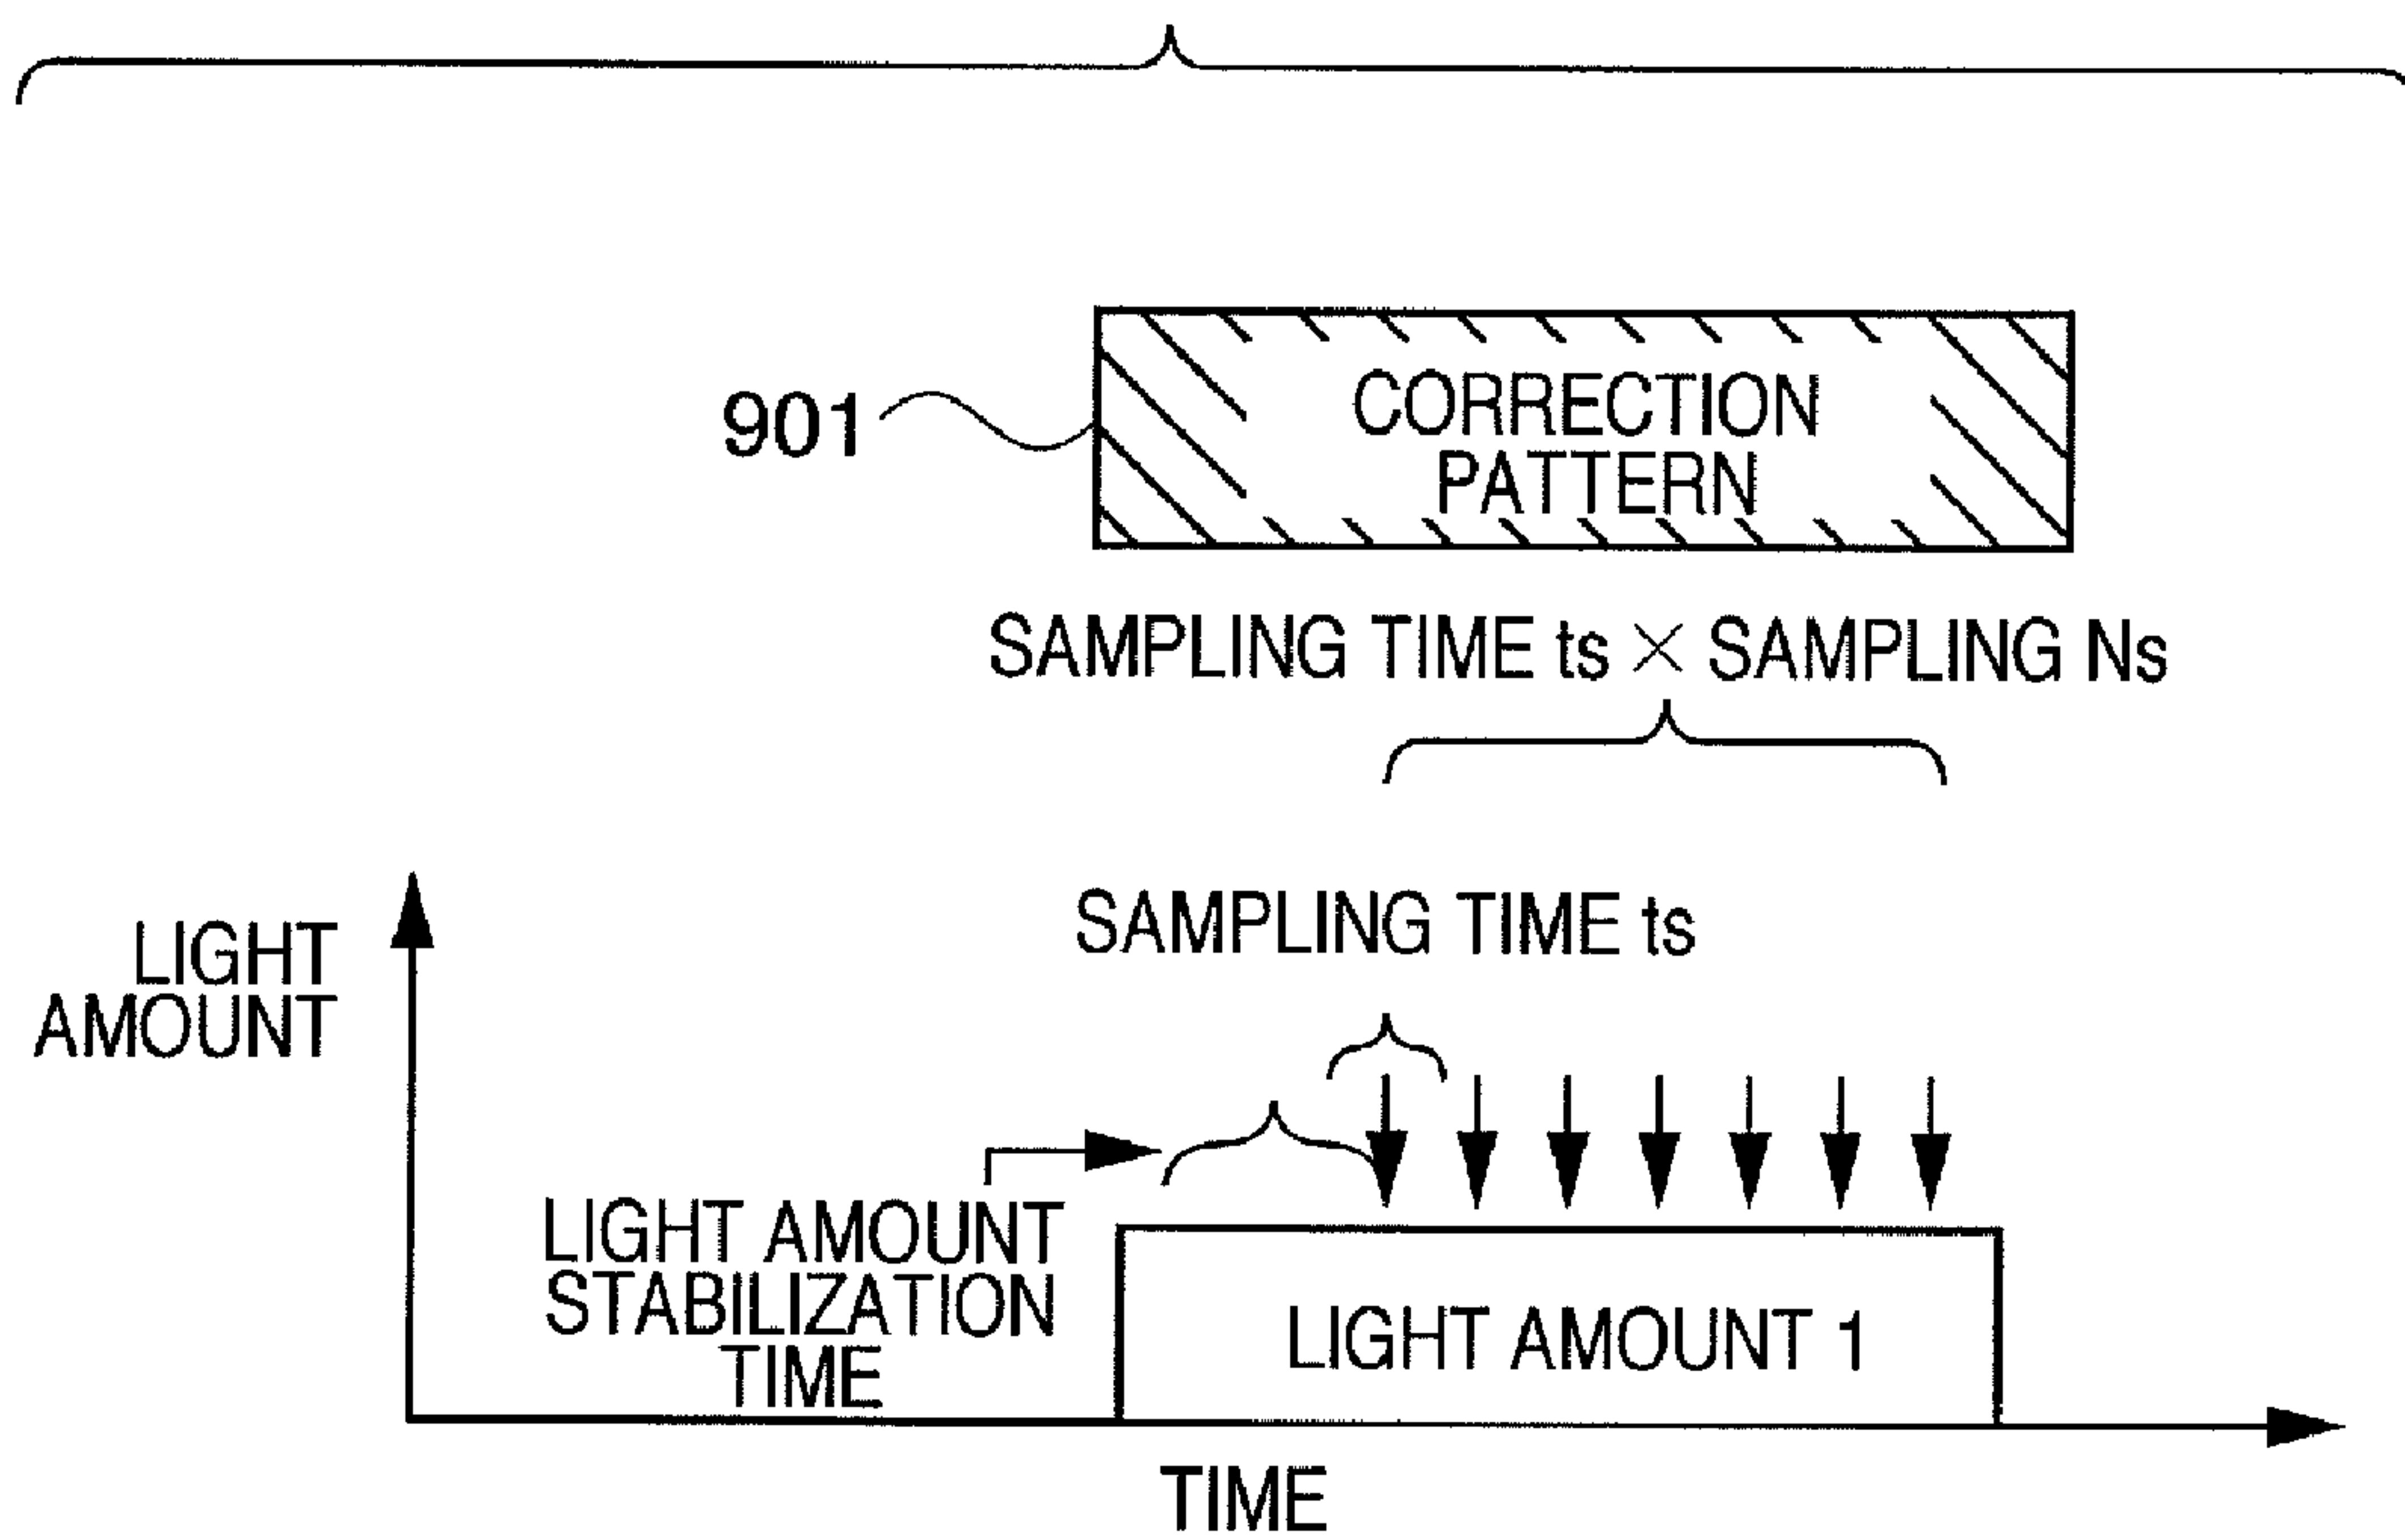 901
CORRECTION
PATTERN
SAMPLING TIME ts × SAMPLING Ns
SAMPLING TIME ts
LIGHT
AMOUNT
LIGHT AMOUNT
STABILIZATION
TIME
LIGHT AMOUNT 1
TIME